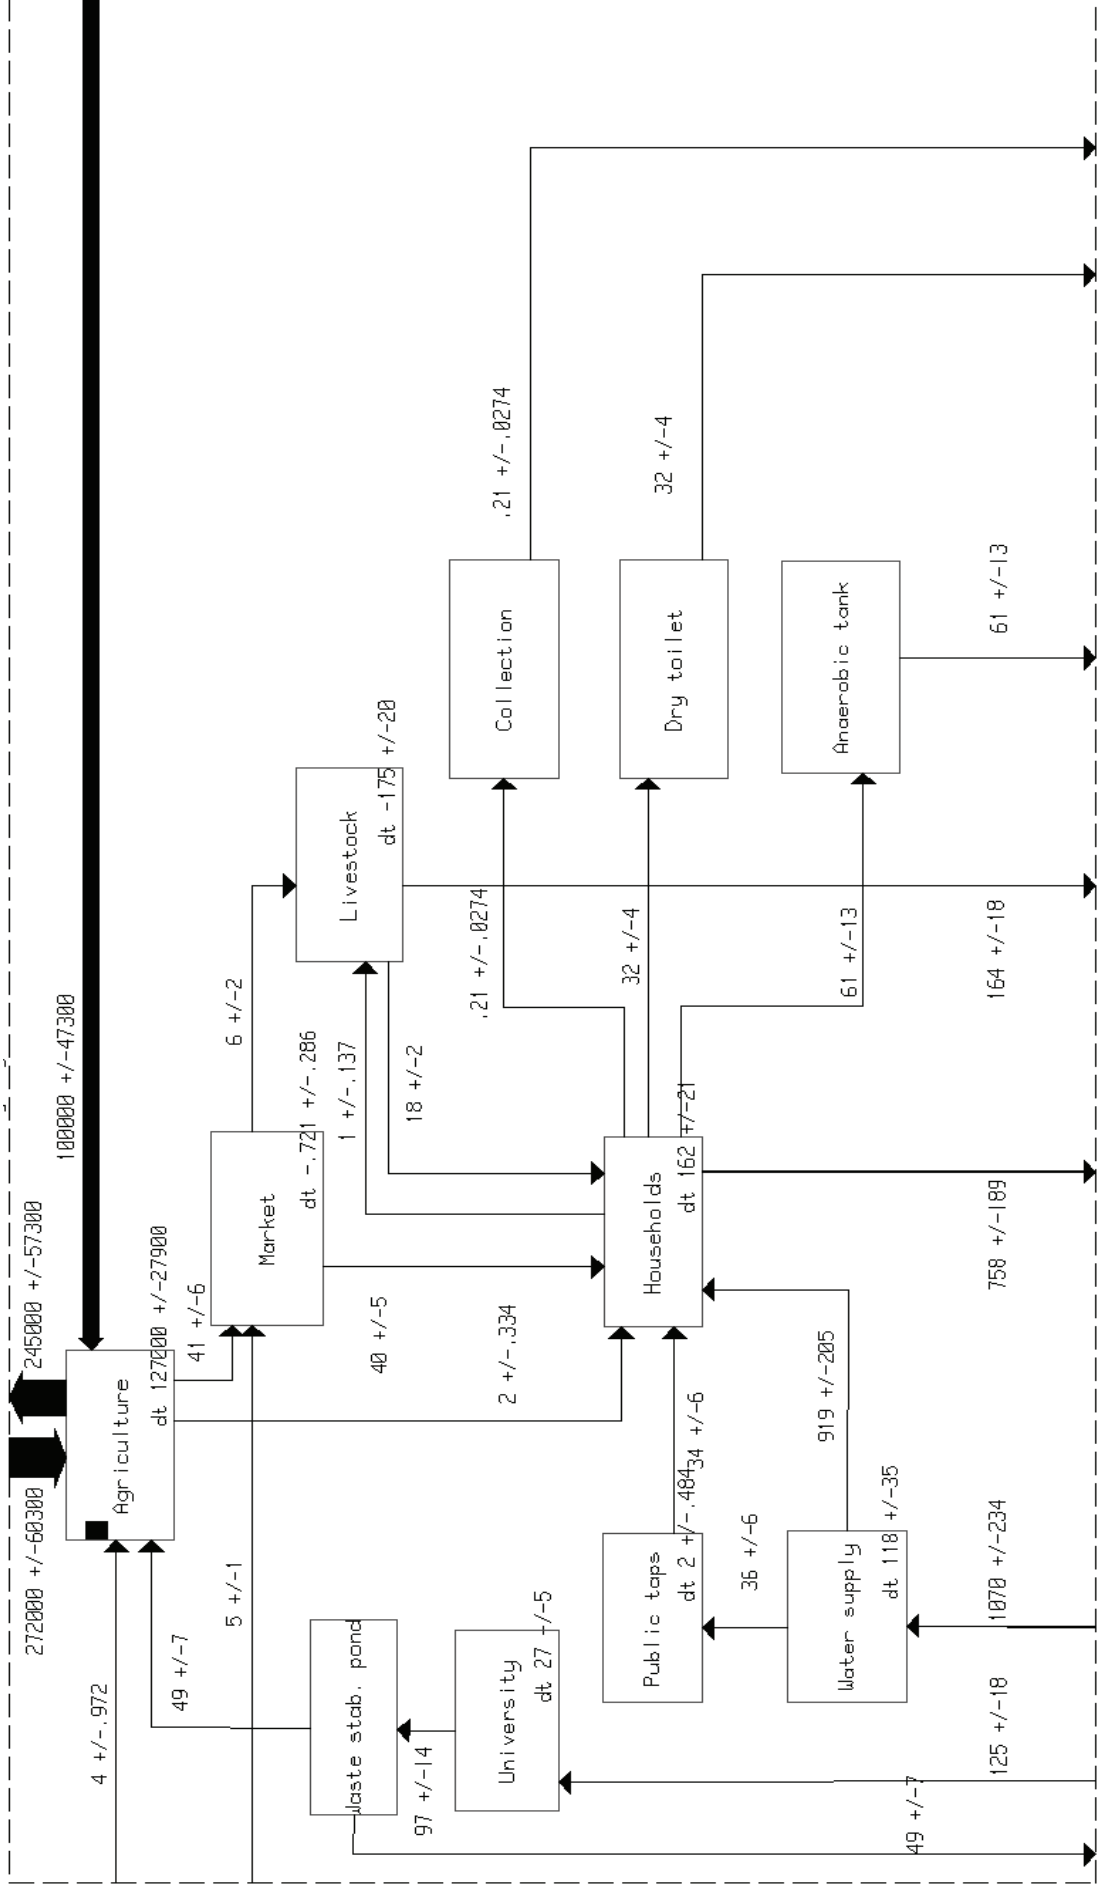 272000 +/-60300
245000 +/-57300
100000 +/-47300
Agriculture
dt 127000 +/-27900
4 +/-.972
49 +/-7
5 +/-1
41 +/-6
6 +/-2
Market
dt -.721 +/-.286
Livestock
dt -175 +/-20
1 +/-.137
18 +/-2
40 +/-5
2 +/-.334
Waste stab. pond
97 +/-14
University
dt 27 +/-5
Collection
.21 +/-.0274
.21 +/-.0274
Dry toilet
32 +/-4
32 +/-4
Anaerobic tank
61 +/-13
61 +/-13
Households
dt 162 +/-21
Public taps
dt 2 +/-.484
34 +/-6
36 +/-6
919 +/-205
Water supply
dt 118 +/-35
49 +/-7
125 +/-18
1070 +/-234
758 +/-189
164 +/-18